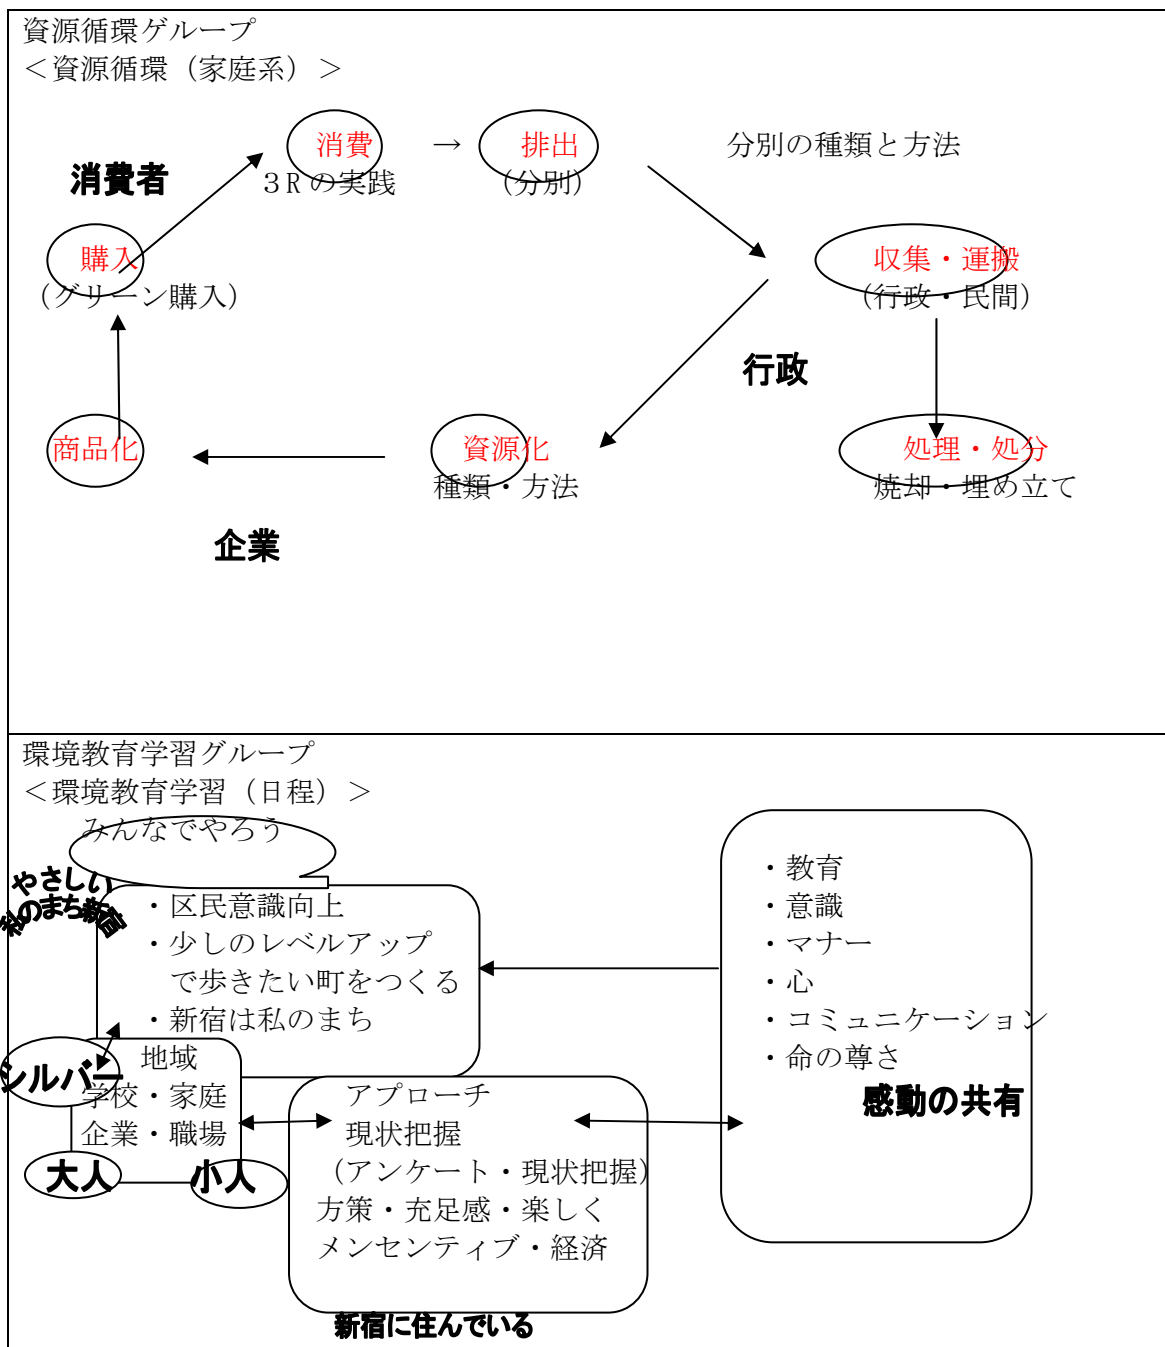 資源循環ゲループ
＜資源循環（家庭系）＞
消費 → 排出 分別の種類と方法
消費者
３Rの実践 （分別）
購入 収集・運搬
（グリーン購入） （行政・民間）
行政
商品化 資源化 処理・処分
種類・方法 焼却・埋め立て
企業
環境教育学習グループ
＜環境教育学習（日程）＞
みんなでやろう
やさしい
私のまち新宿
・区民意識向上
・少しのレベルアップ
で歩きたい町をつくる
・新宿は私のまち
・教育
・意識
・マナー
・心
・コミュニケーション
・命の尊さ
感動の共有
シルバー
地域
学校・家庭
企業・職場
大人 小人
アプローチ
現状把握
（アンケート・現状把握）
方策・充足感・楽しく
メンセンティブ・経済
新宿に住んでいる